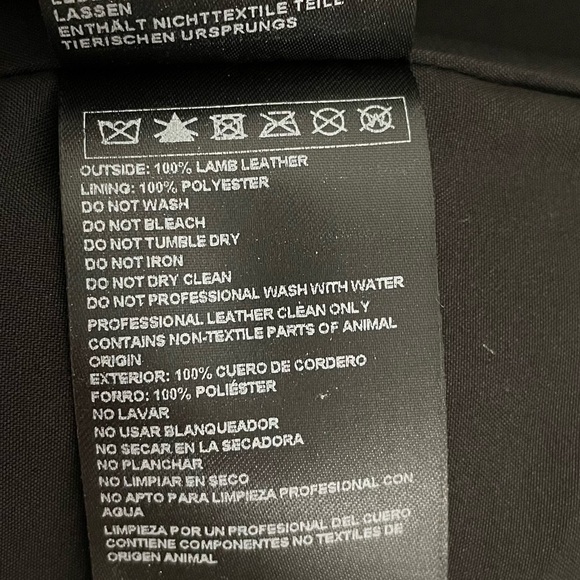 LASSEN
ENTHÄLT NICHTTEXTILE TEILE
TIERISCHEN URSPRUNGS
W
OUTSIDE: 100% LAMB LEATHER
LINING: 100% POLYESTER
DO NOT WASH
DO NOT BLEACH
DO NOT TUMBLE DRY
DO NOT IRON
DO NOT DRY CLEAN
DO NOT PROFESSIONAL WASH WITH WATER
PROFESSIONAL LEATHER CLEAN ONLY
CONTAINS NON-TEXTILE PARTS OF ANIMAL
ORIGIN
EXTERIOR: 100% CUERO DE CORDERO
FORRO: 100% POLIÉSTER
NO LAVAR
NO USAR BLANQUEADOR
NO SECAR EN LA SECADORA
NO PLANCHAR
NO LIMPIAR EN SECO
NO APTO PARA LIMPIEZA PROFESIONAL CON
AGUA
LIMPIEZA POR UN PROFESIONAL DEL CUERO
CONTIENE COMPONENTES NO TEXTILES DE
ORIGEN ANIMAL